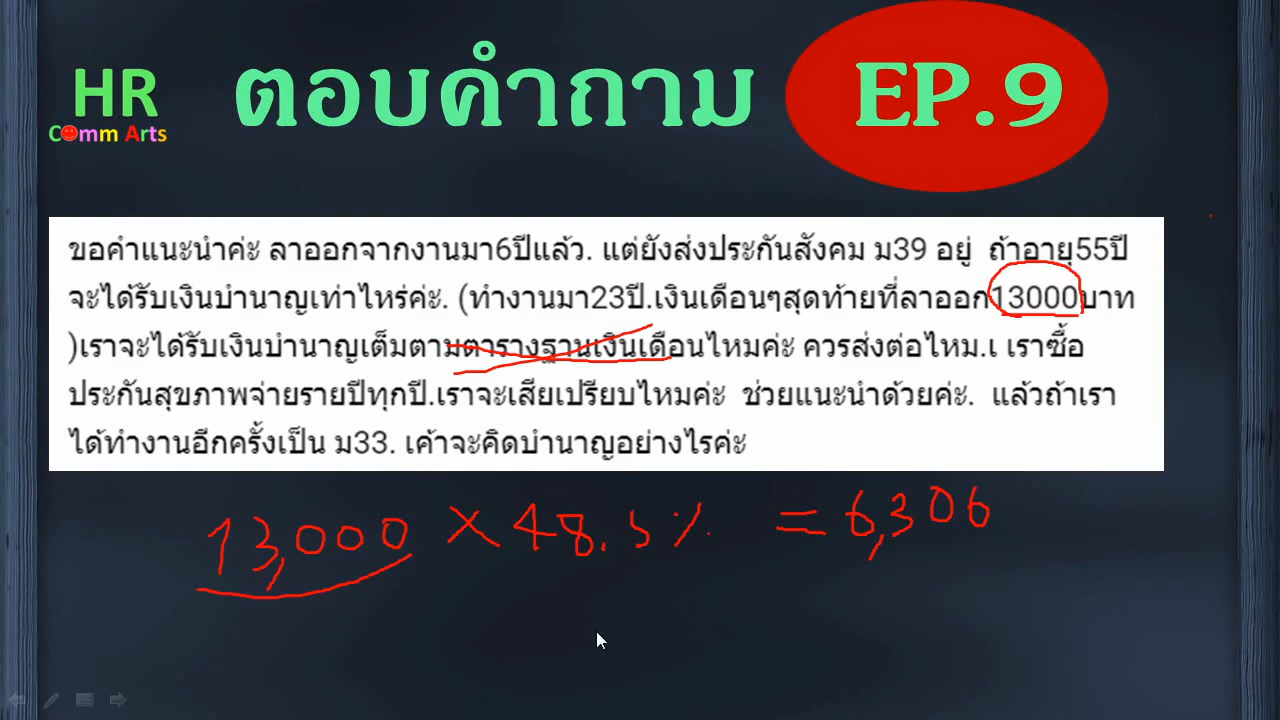 HR
Comm Arts
ตอบคำถาม
EP.9
ขอคำแนะนำค่ะ ลาออกจากงานมา6ปีแล้ว. แต่ยังส่งประกันสังคม ม39 อยู่ ถ้าอายุ55ปี
จะได้รับเงินบำนาญเท่าไหร่ค่ะ. (ทำงานมา23ปี.เงินเดือนๆสุดท้ายที่ลาออก13000บาท
)เราจะได้รับเงินบำนาญเต็มตามตารางฐานเงินเดือนไหมค่ะ ควรส่งต่อไหม.เ เราซื้อ
ประกันสุขภาพจ่ายรายปีทุกปี.เราจะเสียเปรียบไหมค่ะ ช่วยแนะนำด้วยค่ะ. แล้วถ้าเรา
ได้ทำงานอีกครั้งเป็น ม33. เค้าจะคิดบำนาญอย่างไรค่ะ
13,000 × 48.5% = 6,306